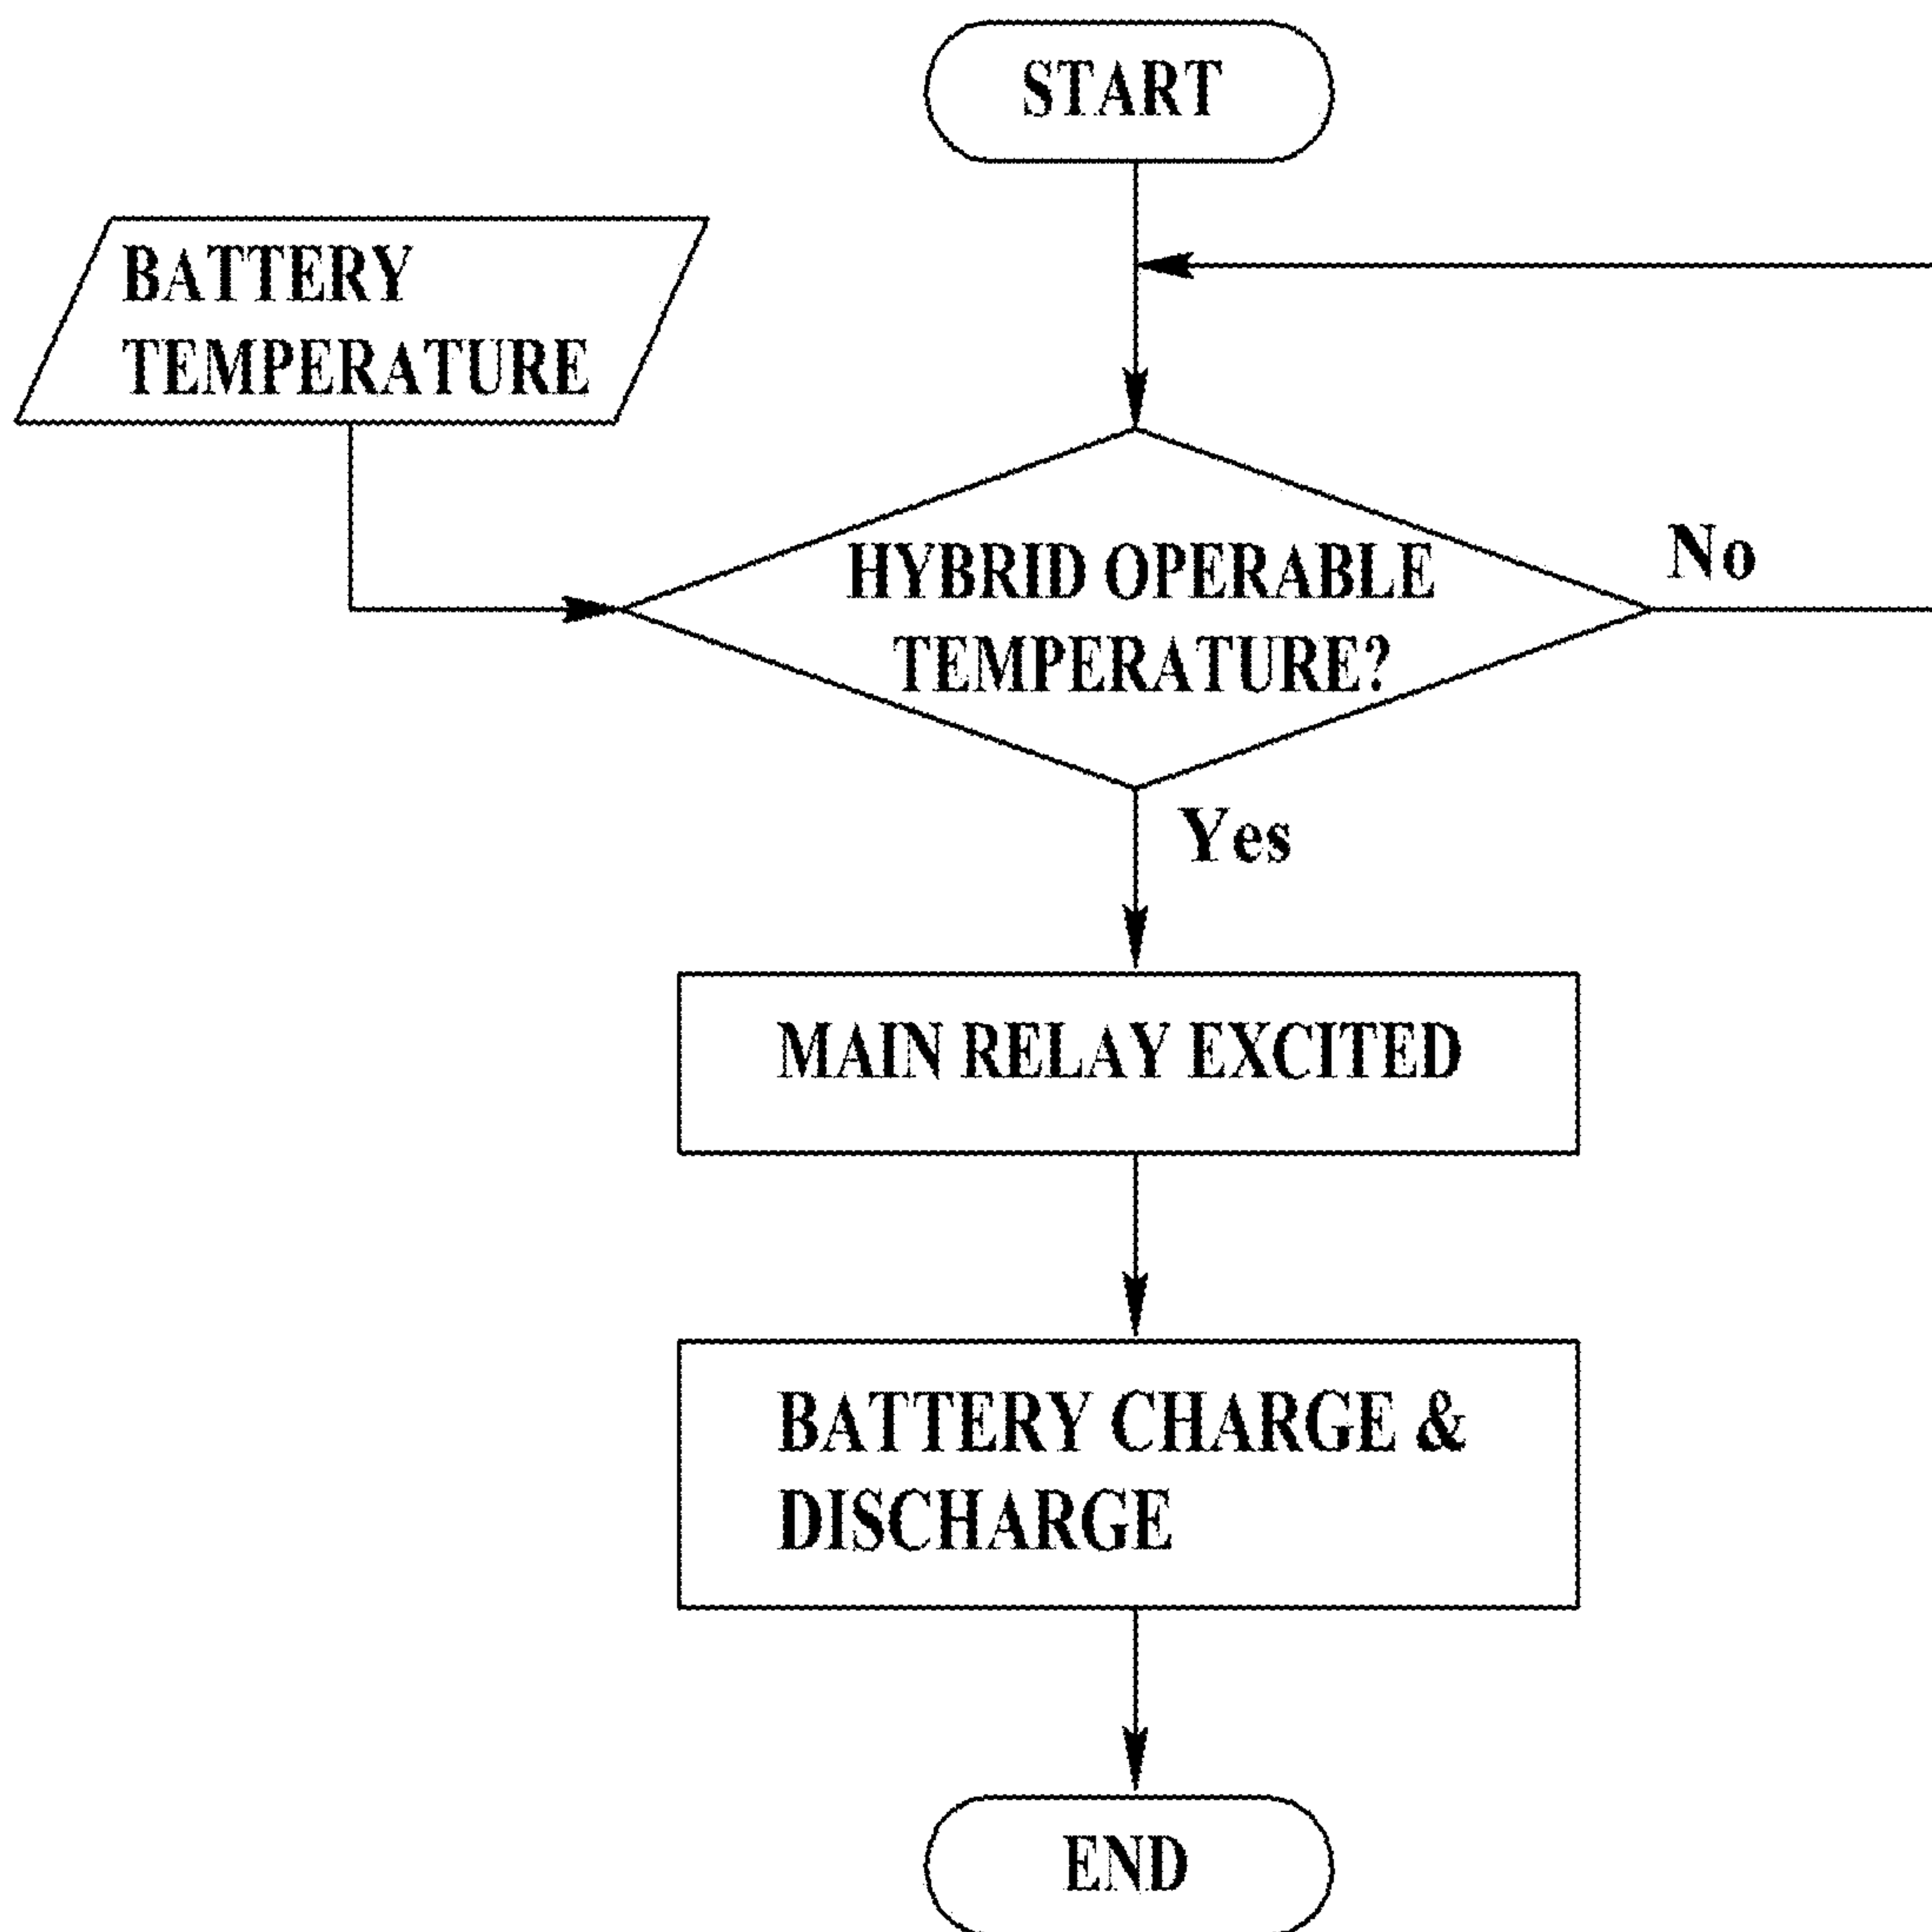 START
BATTERY
TEMPERATURE
HYBRID OPERABLE
TEMPERATURE?
No
Yes
MAIN RELAY EXCITED
BATTERY CHARGE &
DISCHARGE
END